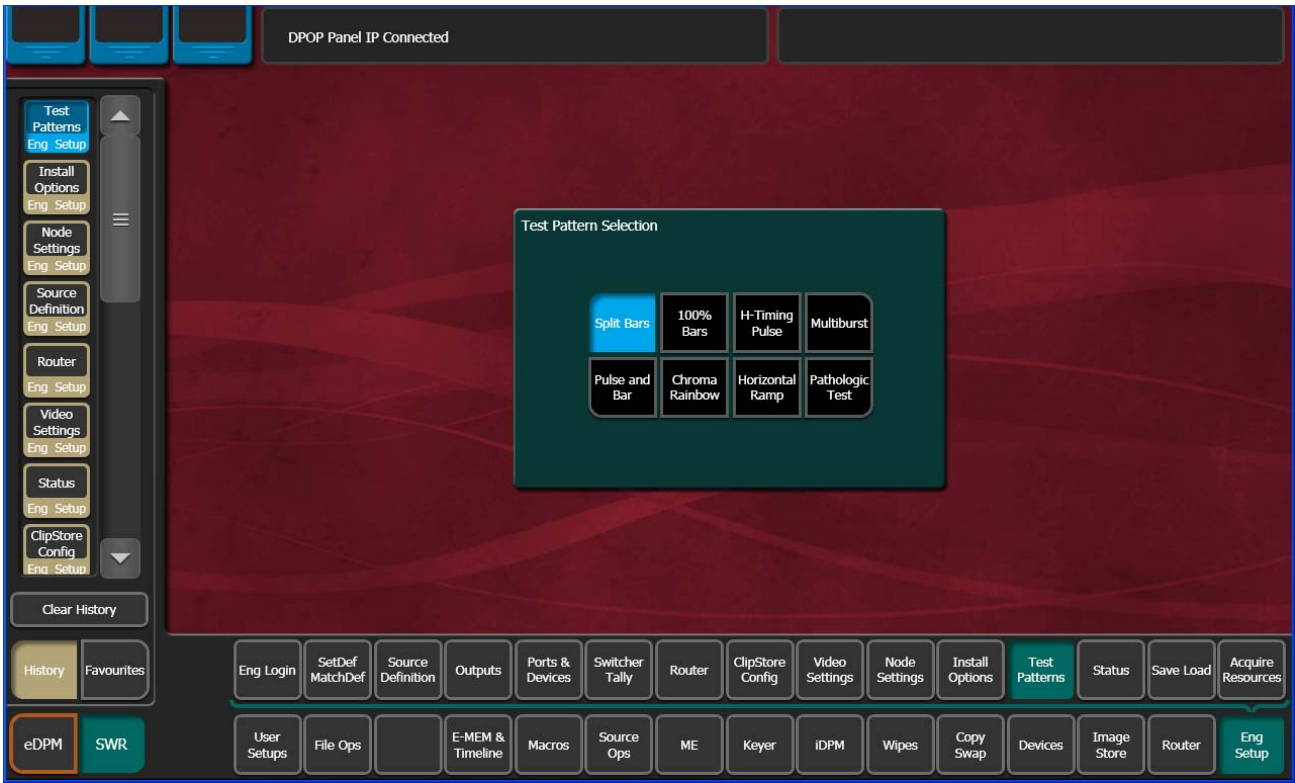 DPOP Panel IP Connected
Test
Patterns
Eng Setup
Install
Options
Eng Setup
Node
Settings
Eng Setup
Source
Definition
Eng Setup
Router
Eng Setup
Video
Settings
Eng Setup
Status
Eng Setup
ClipStore
Config
Eng Setup
Clear History
History
Favourites
Test Pattern Selection
Split Bars
100%
Bars
H-Timing
Pulse
Multiburst
Pulse and
Bar
Chroma
Rainbow
Horizontal
Ramp
Pathologic
Test
Eng Login
SetDef
MatchDef
Source
Definition
Outputs
Ports &
Devices
Switcher
Tally
Router
ClipStore
Config
Video
Settings
Node
Settings
Install
Options
Test
Patterns
Status
Save Load
Acquire
Resources
eDPM
SWR
User
Setups
File Ops
E-MEM &
Timeline
Macros
Source
Ops
ME
Keyer
iDPM
Wipes
Copy
Swap
Devices
Image
Store
Router
Eng
Setup